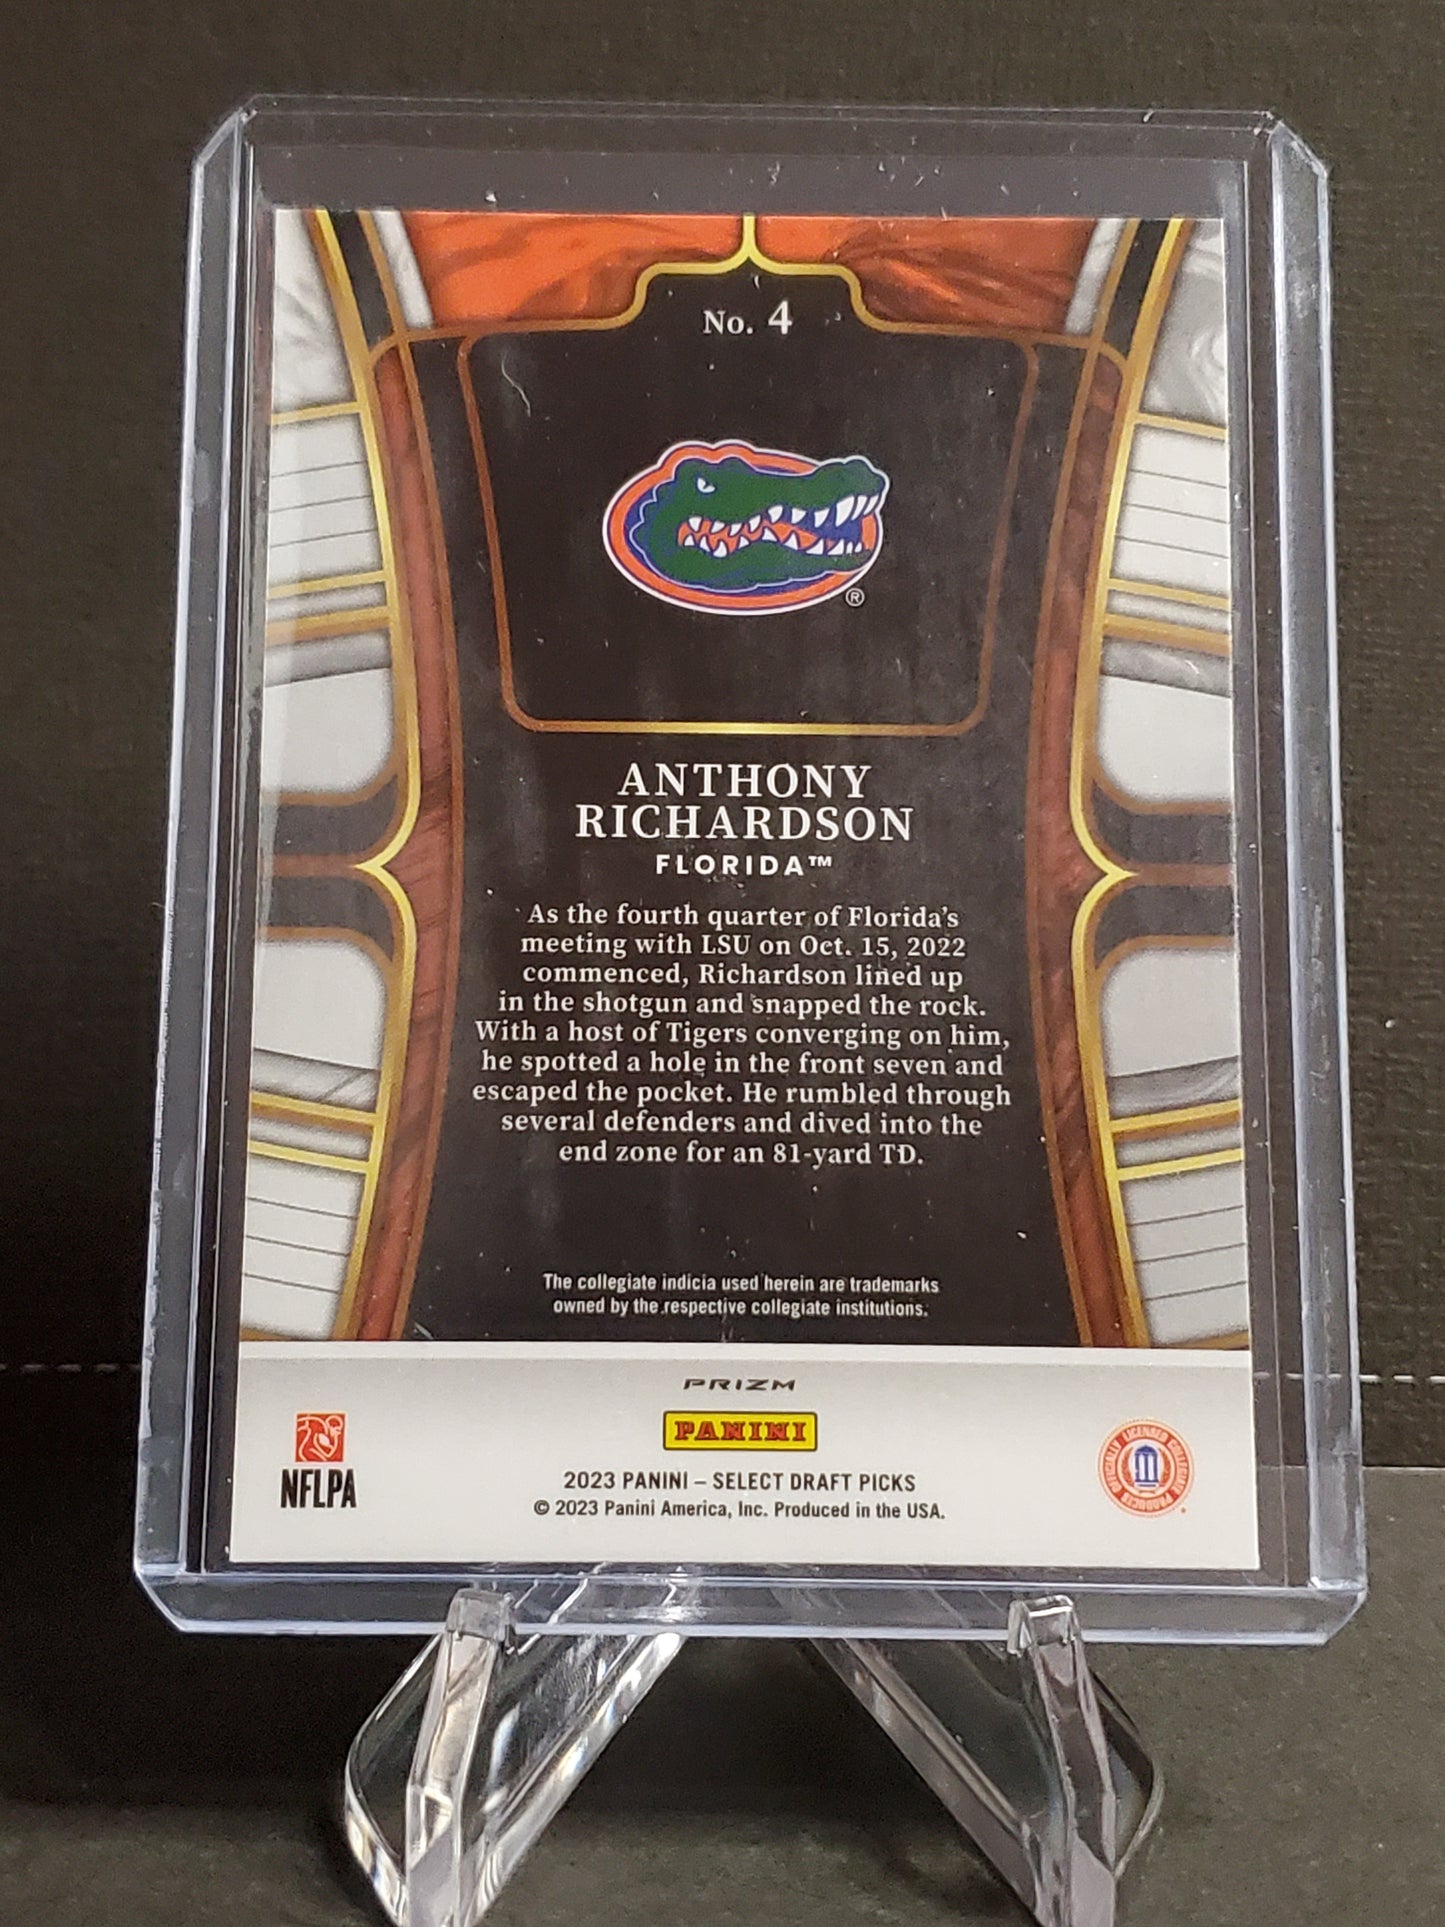 No. 4
®
ANTHONY
RICHARDSON
FLORIDA™
As the fourth quarter of Florida's
meeting with LSU on Oct. 15, 2022
commenced, Richardson lined up
in the shotgun and snapped the rock.
With a host of Tigers converging on him,
he spotted a hole in the front seven and
escaped the pocket. He rumbled through
several defenders and dived into the
end zone for an 81-yard TD.
The collegiate indicia used herein are trademarks
owned by the respective collegiate institutions.
PRIZM
PANINI
NFLPA
2023 PANINI – SELECT DRAFT PICKS
© 2023 Panini America, Inc. Produced in the USA.
OFFICIALLY LICENSED COLLEGIATE PRODUCTS